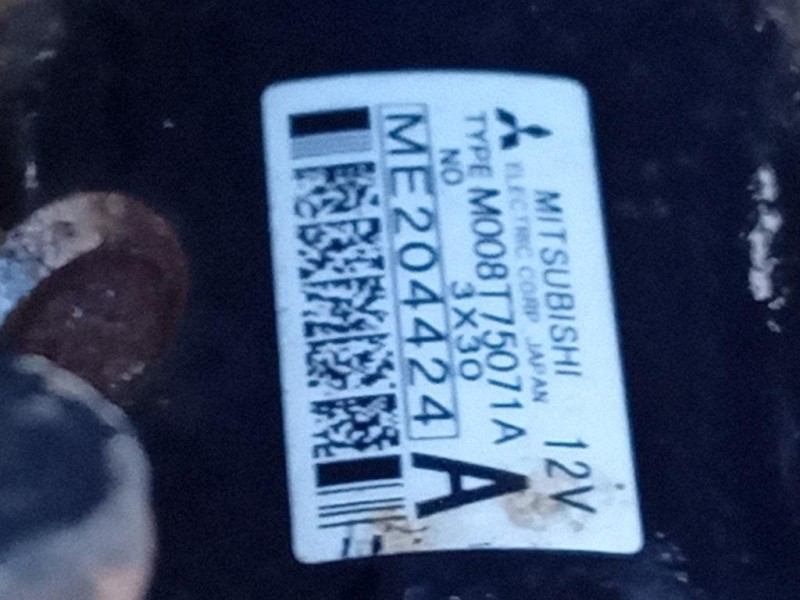 MITSUBISHI 12V
ELECTRIC CORP JAPAN
TYPE M008T75071A
NO 3X30
ME204424 A